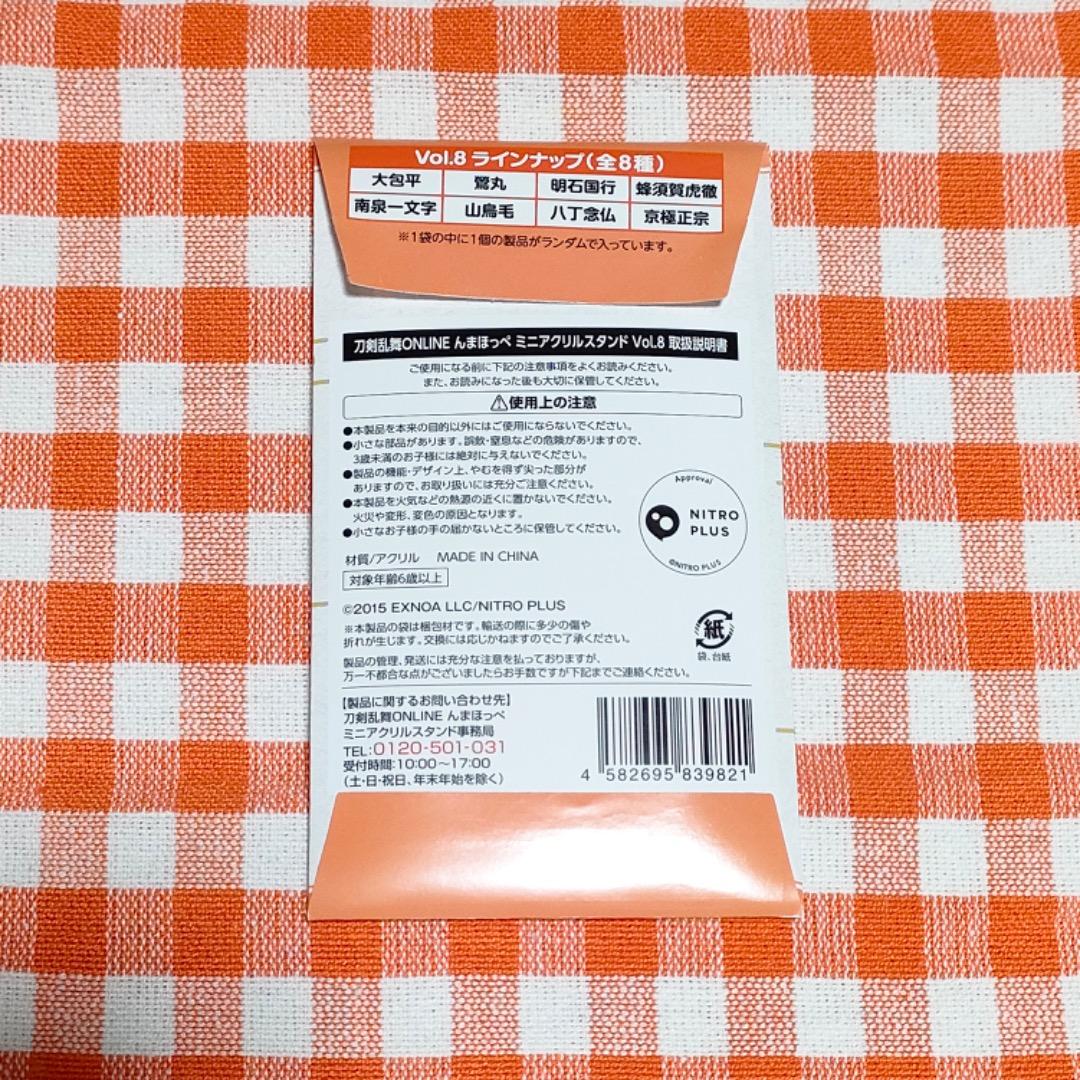 Vol.8 ラインナップ(全8種)
大包平 鶯丸 明石国行 蜂須賀虎徹
南泉一文字 山鳥毛 八丁念仏 京極正宗
※1袋の中に1個の製品がランダムで入っています。
刀剣乱舞ONLINE んまほっぺ ミニアクリルスタンド Vol.8 取扱説明書
ご使用になる前に下記の注意事項をよくお読みください。
また、お読みになった後も大切に保管してください。
⚠使用上の注意
●本製品を本来の目的以外にはご使用にならないでください。
●小さな部品があります。誤飲・窒息などの危険がありますので、
3歳未満のお子様には絶対に与えないでください。
●製品の機能・デザイン上、やむを得ず尖った部分が
ありますので、お取り扱いには充分ご注意ください。
●本製品を火気などの熱源の近くに置かないでください。
火災や変形、変色の原因となります。
●小さなお子様の手の届かないところに保管してください。
Approval
NITRO
PLUS
©NITRO PLUS
材質/アクリル MADE IN CHINA
対象年齢6歳以上
©2015 EXNOA LLC/NITRO PLUS
※本製品の袋は梱包材です。輸送の際に多少の傷や
折れが生じます。交換には応じかねますのでご了承ください。
紙
袋、台紙
製品の管理、発送には充分な注意を払っておりますが、
万一不都合な点がございましたらお手数ですが下記までご連絡ください。
【製品に関するお問い合わせ先】
刀剣乱舞ONLINE んまほっぺ
ミニアクリルスタンド事務局
TEL:0120-501-031
受付時間:10:00〜17:00
(土・日・祝日、年末年始を除く)
4 582695 839821